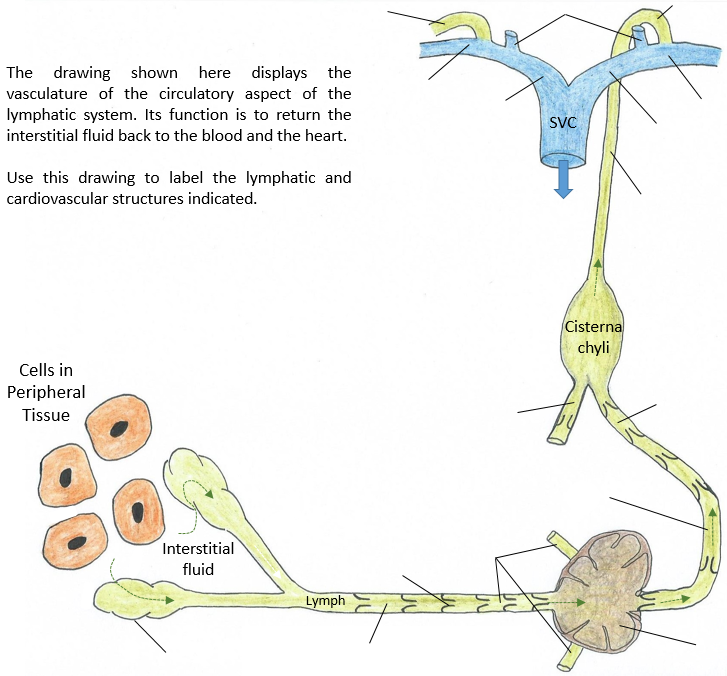 The drawing shown here displays the
vasculature of the circulatory aspect of the
lymphatic system. Its function is to return the
interstitial fluid back to the blood and the heart.
Use this drawing to label the lymphatic and
cardiovascular structures indicated.
SVC
Cisterna
chyli
Cells in
Peripheral
Tissue
Interstitial
fluid
Lymph